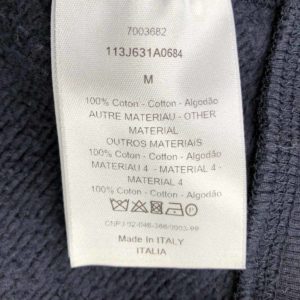 7003682
113J631A0684
M
100% Coton - Cotton - Algodão
AUTRE MATERIAU - OTHER
MATERIAL
OUTROS MATERIAIS
100% Coton - Cotton - Algodão
MATERIAU 4 - MATERIAL 4 -
MATERIAL 4
100% Coton - Cotton - Algodão
CNPJ
Made in ITALY
ITALIA